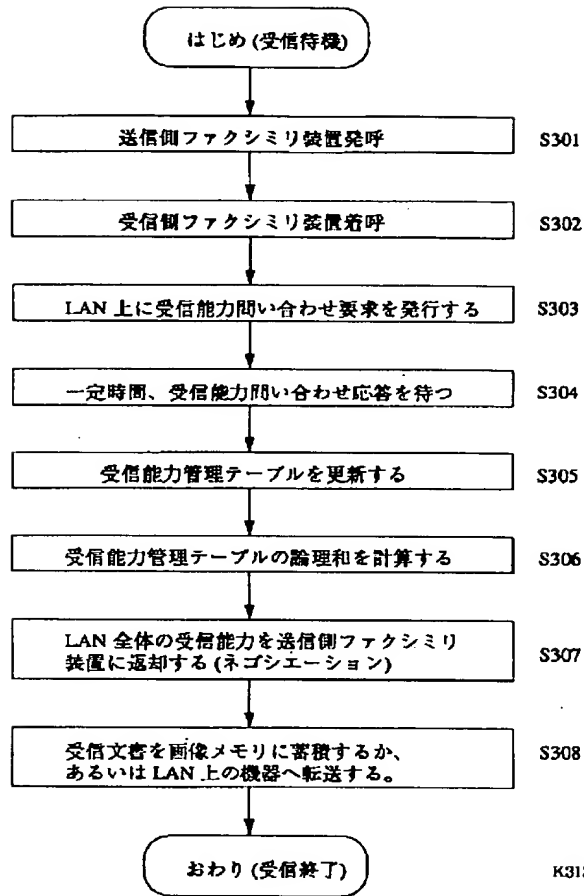 はじめ (受信待機)
送信側ファクシミリ装置発呼 S301
受信側ファクシミリ装置着呼 S302
LAN 上に受信能力問い合わせ要求を発行する S303
一定時間、受信能力問い合わせ応答を待つ S304
受信能力管理テーブルを更新する S305
受信能力管理テーブルの論理和を計算する S306
LAN 全体の受信能力を送信側ファクシミリ S307
装置に返却する (ネゴシエーション)
受信文書を画像メモリに蓄積するか、 S308
あるいは LAN 上の機器へ転送する。
おわり (受信終了)